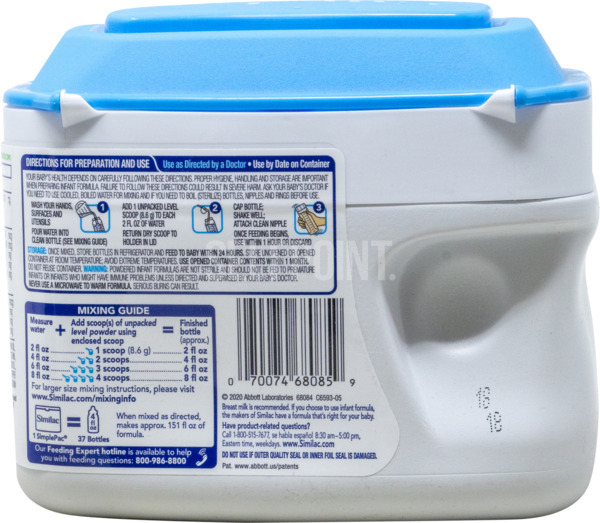 DIRECTIONS FOR PREPARATION AND USE Use as Directed by a Doctor • Use by Date on Container
YOUR BABY'S HEALTH DEPENDS ON CAREFULLY FOLLOWING THESE DIRECTIONS. PROPER HYGIENE, HANDLING AND STORAGE ARE IMPORTANT
WHEN PREPARING INFANT FORMULA. FAILURE TO FOLLOW THESE DIRECTIONS COULD RESULT IN SEVERE HARM. ASK YOUR BABY'S DOCTOR IF
YOU NEED TO USE COOLED, BOILED WATER FOR MIXING AND IF YOU NEED TO BOIL (STERILIZE) BOTTLES, NIPPLES AND RINGS BEFORE USE.
WASH YOUR HANDS,
SURFACES AND
UTENSILS
POUR WATER INTO
CLEAN BOTTLE (SEE MIXING GUIDE)
1
ADD 1 UNPACKED LEVEL
SCOOP (8.6 g) TO EACH
2 FL OZ OF WATER
RETURN DRY SCOOP TO
HOLDER IN LID
2
CAP BOTTLE;
SHAKE WELL;
ATTACH CLEAN NIPPLE
ONCE FEEDING BEGINS,
USE WITHIN 1 HOUR OR DISCARD
3
STORAGE: ONCE MIXED, STORE BOTTLES IN REFRIGERATOR AND FEED TO BABY WITHIN 24 HOURS. STORE UNOPENED OR OPENED
CONTAINER AT ROOM TEMPERATURE; AVOID EXTREME TEMPERATURES. USE OPENED CONTAINER CONTENTS WITHIN 1 MONTH.
DO NOT REUSE CONTAINER. WARNING: POWDERED INFANT FORMULAS ARE NOT STERILE AND SHOULD NOT BE FED TO PREMATURE
INFANTS OR INFANTS WHO MIGHT HAVE IMMUNE PROBLEMS UNLESS DIRECTED AND SUPERVISED BY YOUR BABY'S DOCTOR.
NEVER USE A MICROWAVE TO WARM FORMULA. SERIOUS BURNS CAN RESULT.
POINT.
MIXING GUIDE
Measure water + Add scoop(s) of unpacked level powder using enclosed scoop = Finished bottle (approx.)
2 fl oz 1 scoop (8.6 g) 2 fl oz
4 fl oz 2 scoops 4 fl oz
6 fl oz 3 scoops 6 fl oz
8 fl oz 4 scoops 8 fl oz
For larger size mixing instructions, please visit
www.Similac.com/mixinginfo
Similac = 4 fl oz
1 SimplePac® 37 Bottles
When mixed as directed,
makes approx. 151 fl oz of
formula.
Our Feeding Expert hotline is available to help
you with feeding questions: 800-986-8800
0 70074 68085 9
© 2020 Abbott Laboratories 68084 C6593-05
Breast milk is recommended. If you choose to use infant formula,
the makers of Similac have a formula that's right for your baby.
Have product-related questions?
Call 1-800-515-7677, se habla español 8:30 am–5:00 pm,
Eastern time, weekdays. www.Similac.com
DO NOT USE IF OUTER QUALITY SEAL OR INNER FOIL SEAL IS DAMAGED.
Pat. www.abbott.us/patents
16
18